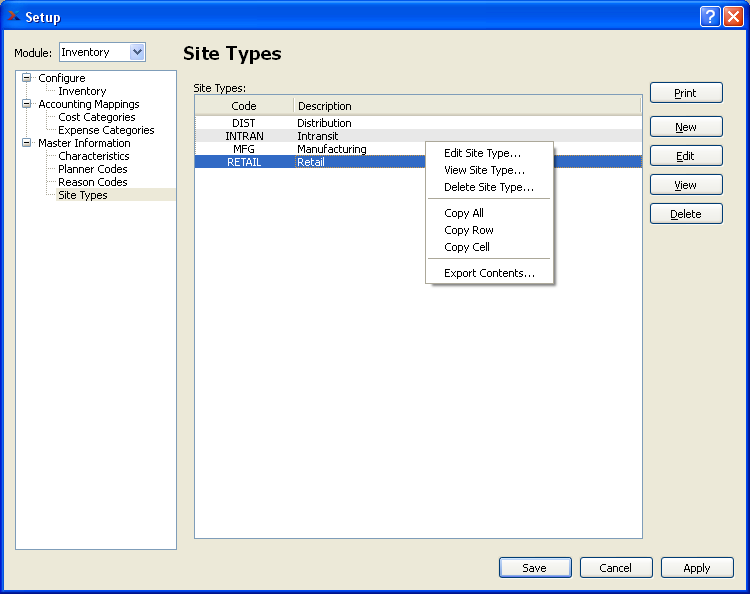 Setup
Module: Inventory
Site Types
Configure
Inventory
Accounting Mappings
Cost Categories
Expense Categories
Master Information
Characteristics
Planner Codes
Reason Codes
Site Types
Site Types:
Code Description
DIST Distribution
INTRAN Intransit
MFG Manufacturing
RETAIL Retail
Edit Site Type...
View Site Type...
Delete Site Type...
Copy All
Copy Row
Copy Cell
Export Contents...
Print
New
Edit
View
Delete
Save Cancel Apply